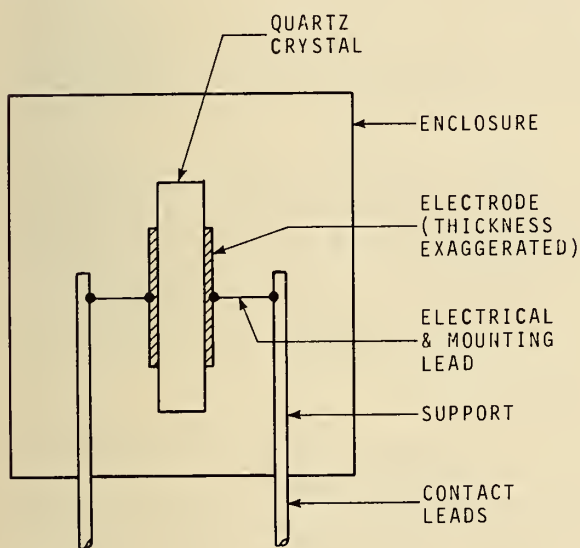 QUARTZ
CRYSTAL
ENCLOSURE
ELECTRODE
(THICKNESS
EXAGGERATED)
ELECTRICAL
& MOUNTING
LEAD
SUPPORT
CONTACT
LEADS